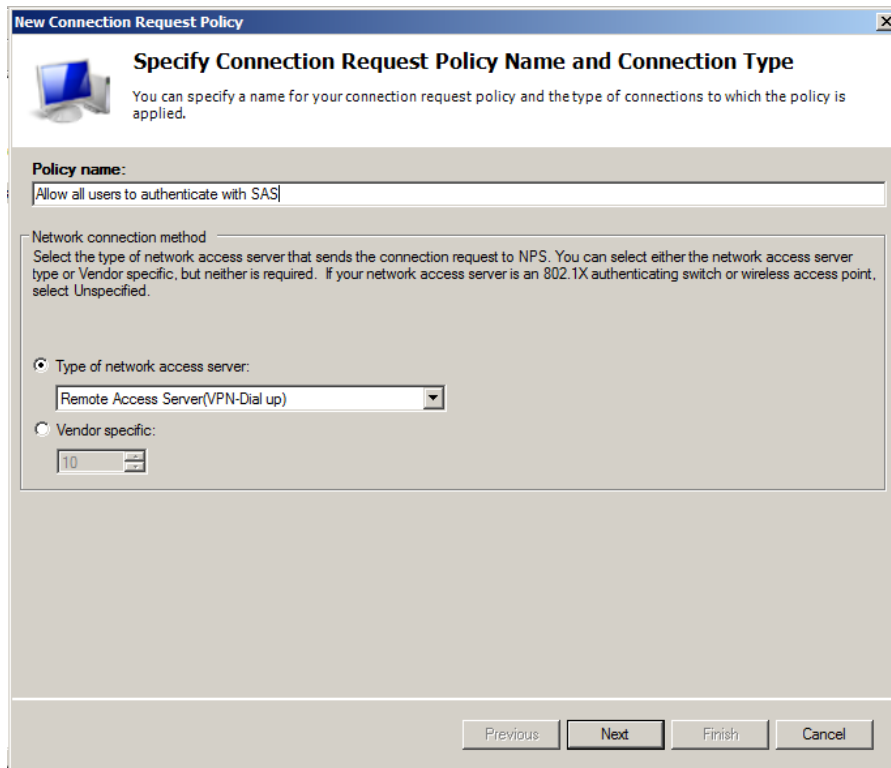 New Connection Request Policy
Specify Connection Request Policy Name and Connection Type
You can specify a name for your connection request policy and the type of connections to which the policy is
applied.
Policy name:
Allow all users to authenticate with SAS
Network connection method
Select the type of network access server that sends the connection request to NPS. You can select either the network access server
type or Vendor specific, but neither is required.  If your network access server is an 802.1X authenticating switch or wireless access point,
select Unspecified.
Type of network access server:
Remote Access Server(VPN-Dial up)
Vendor specific:
10
Previous
Next
Finish
Cancel